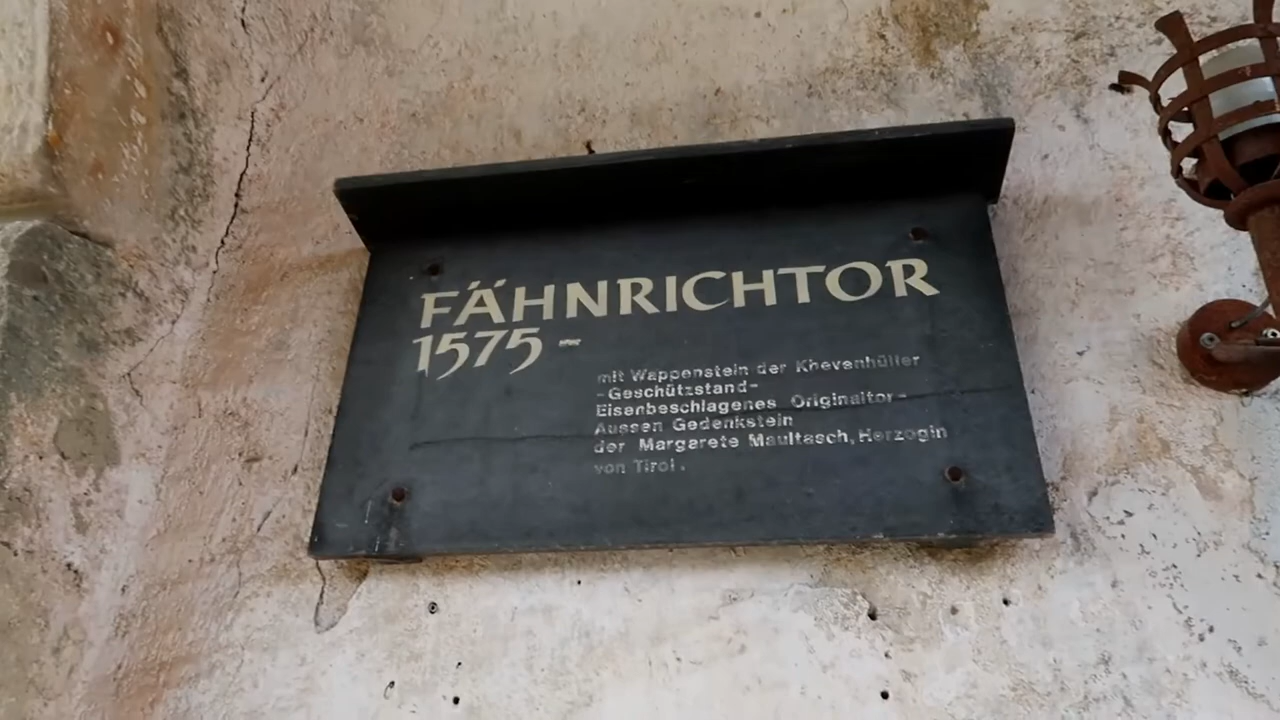 FÄHNRICHTOR
1575 -
mit Wappenstein der Khevenhüller
-Geschützstand-
Eisenbeschlagenes Originaltor-
Aussen Gedenkstein
der Margarete Maultasch, Herzogin
von Tirol.